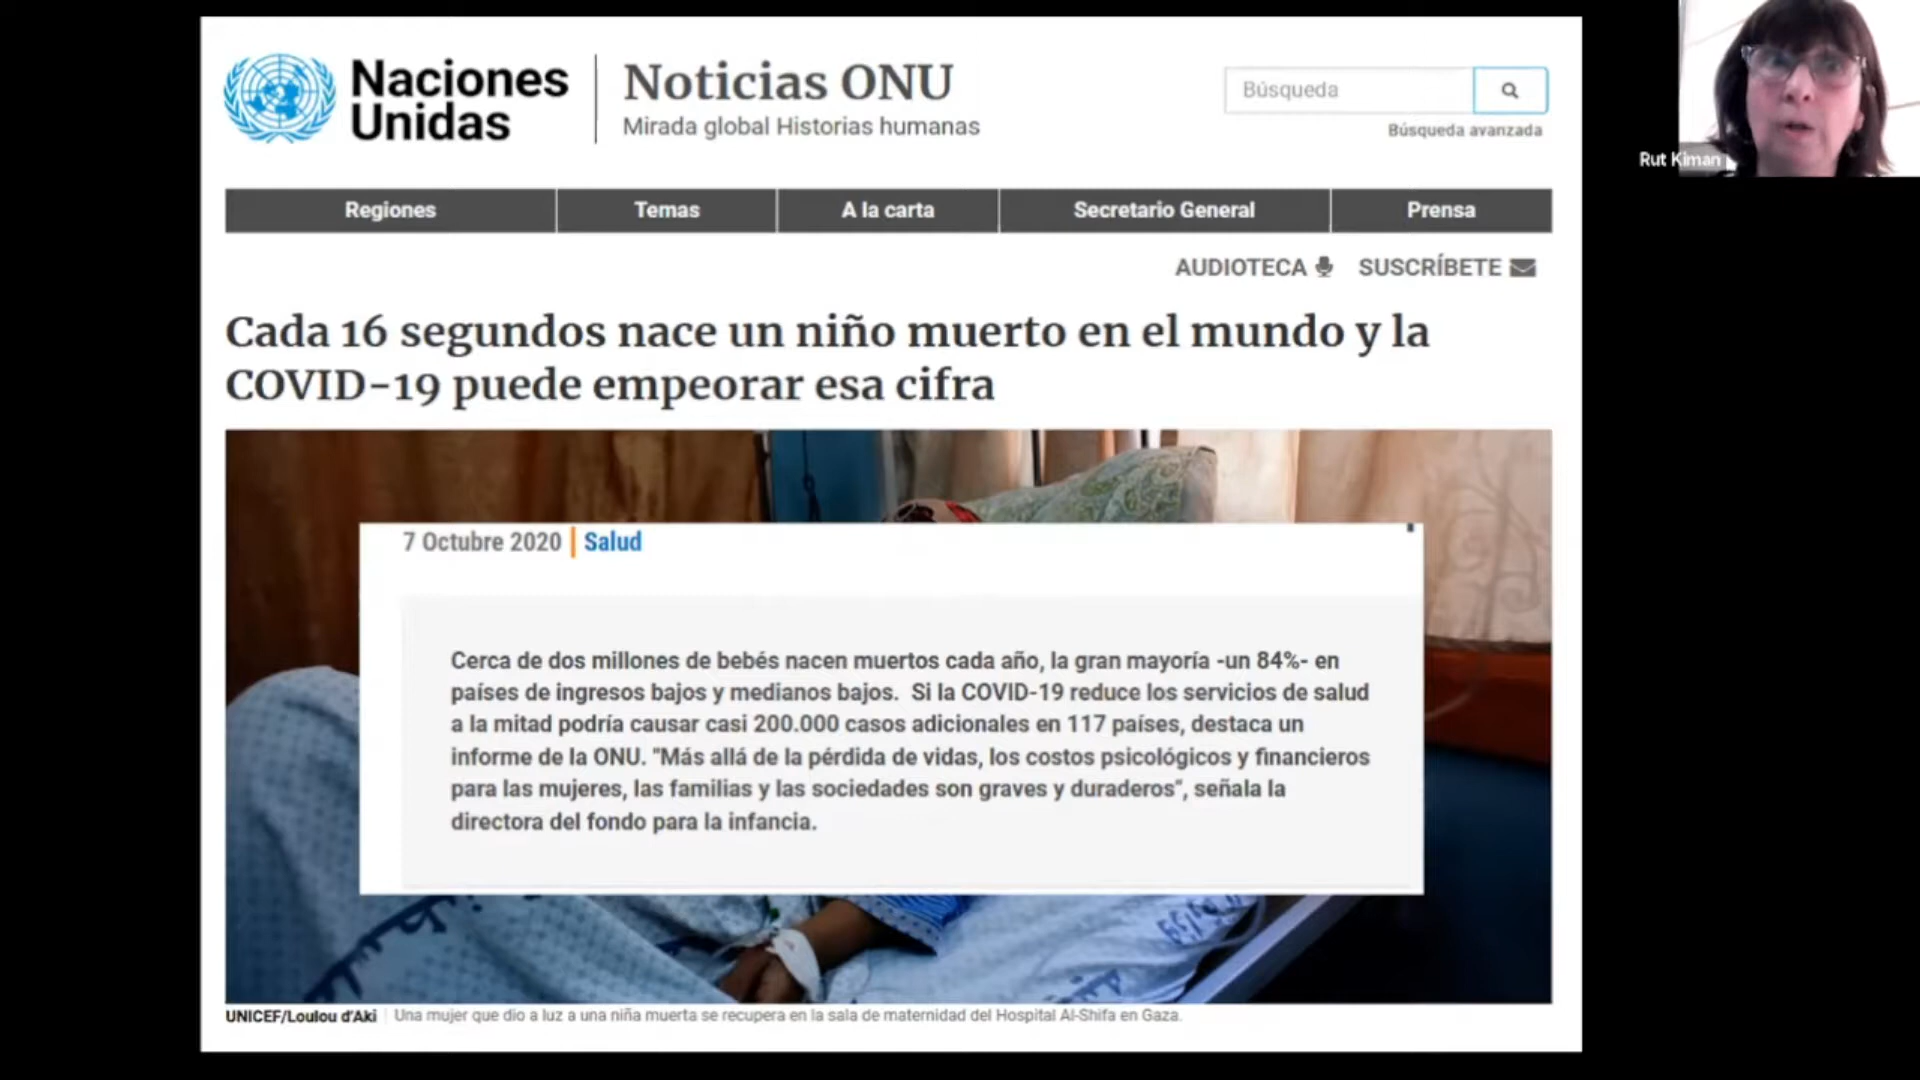 Naciones
Unidas
Noticias ONU
Mirada global Historias humanas
Búsqueda
Búsqueda avanzada
Rut Kiman
Regiones
Temas
A la carta
Secretario General
Prensa
AUDIOTECA
SUSCRÍBETE
Cada 16 segundos nace un niño muerto en el mundo y la
COVID-19 puede empeorar esa cifra
7 Octubre 2020
Salud
Cerca de dos millones de bebés nacen muertos cada año, la gran mayoría -un 84%- en
países de ingresos bajos y medianos bajos. Si la COVID-19 reduce los servicios de salud
a la mitad podría causar casi 200.000 casos adicionales en 117 países, destaca un
informe de la ONU. "Más allá de la pérdida de vidas, los costos psicológicos y financieros
para las mujeres, las familias y las sociedades son graves y duraderos", señala la
directora del fondo para la infancia.
UNICEF/Loulou d'Aki
Una mujer que dio a luz a una niña muerta se recupera en la sala de maternidad del Hospital Al-Shifa en Gaza.